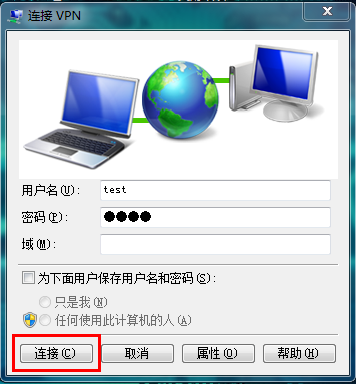 连接 VPN
用户名(U): test
密码(P): ●●●●
域(M):
为下面用户保存用户名和密码(S):
只是我(N)
任何使用此计算机的人(A)
连接(C) 取消 属性(O) 帮助(H)